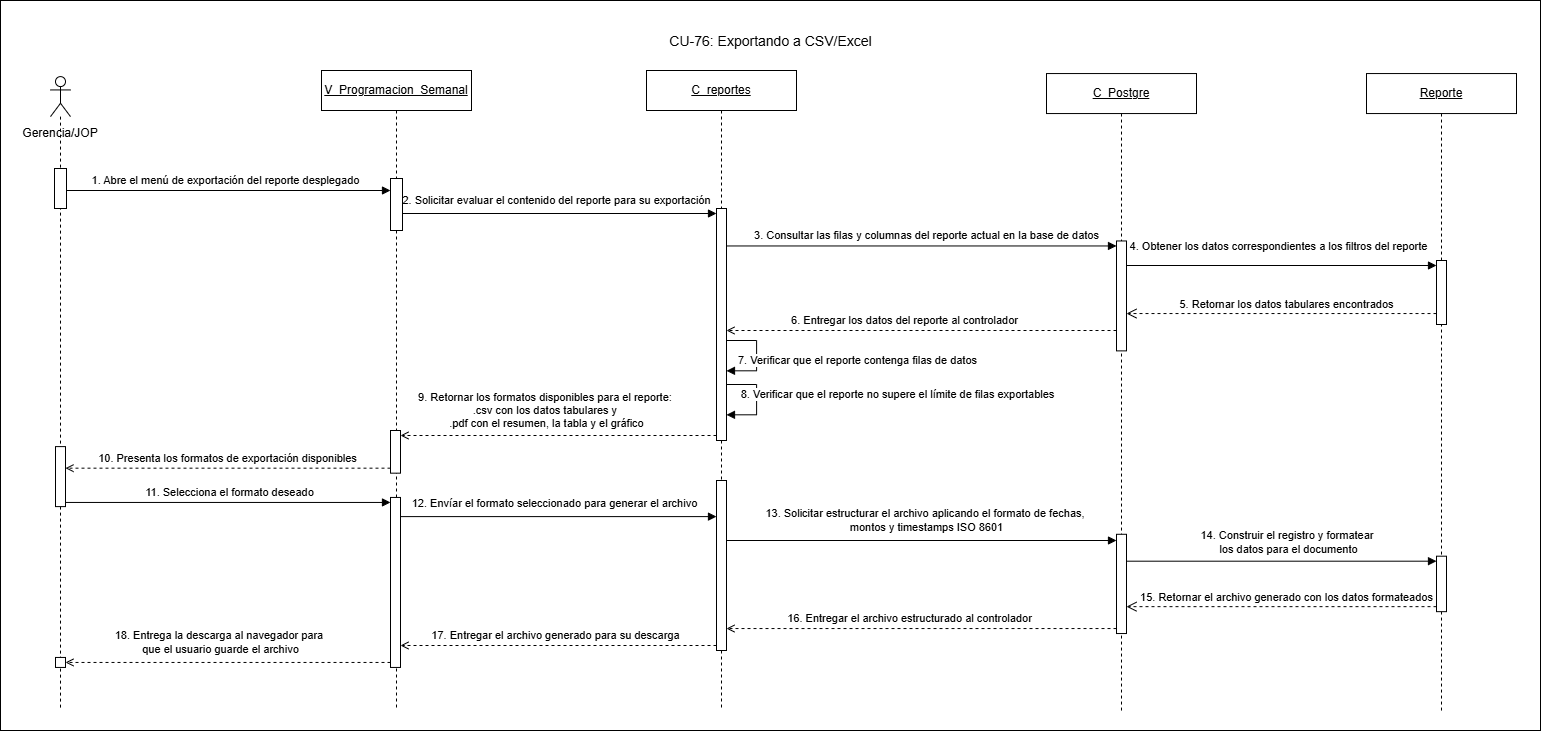 CU-76: Exportando a CSV/Excel
Gerencia/JOP
V_Programacion_Semanal
C_reportes
C_Postgre
Reporte
1. Abre el menú de exportación del reporte desplegado
2. Solicitar evaluar el contenido del reporte para su exportación
3. Consultar las filas y columnas del reporte actual en la base de datos
4. Obtener los datos correspondientes a los filtros del reporte
5. Retornar los datos tabulares encontrados
6. Entregar los datos del reporte al controlador
7. Verificar que el reporte contenga filas de datos
8. Verificar que el reporte no supere el límite de filas exportables
9. Retornar los formatos disponibles para el reporte:
.csv con los datos tabulares y
.pdf con el resumen, la tabla y el gráfico
10. Presenta los formatos de exportación disponibles
11. Selecciona el formato deseado
12. Envíar el formato seleccionado para generar el archivo
13. Solicitar estructurar el archivo aplicando el formato de fechas,
montos y timestamps ISO 8601
14. Construir el registro y formatear
los datos para el documento
15. Retornar el archivo generado con los datos formateados
16. Entregar el archivo estructurado al controlador
17. Entregar el archivo generado para su descarga
18. Entrega la descarga al navegador para
que el usuario guarde el archivo